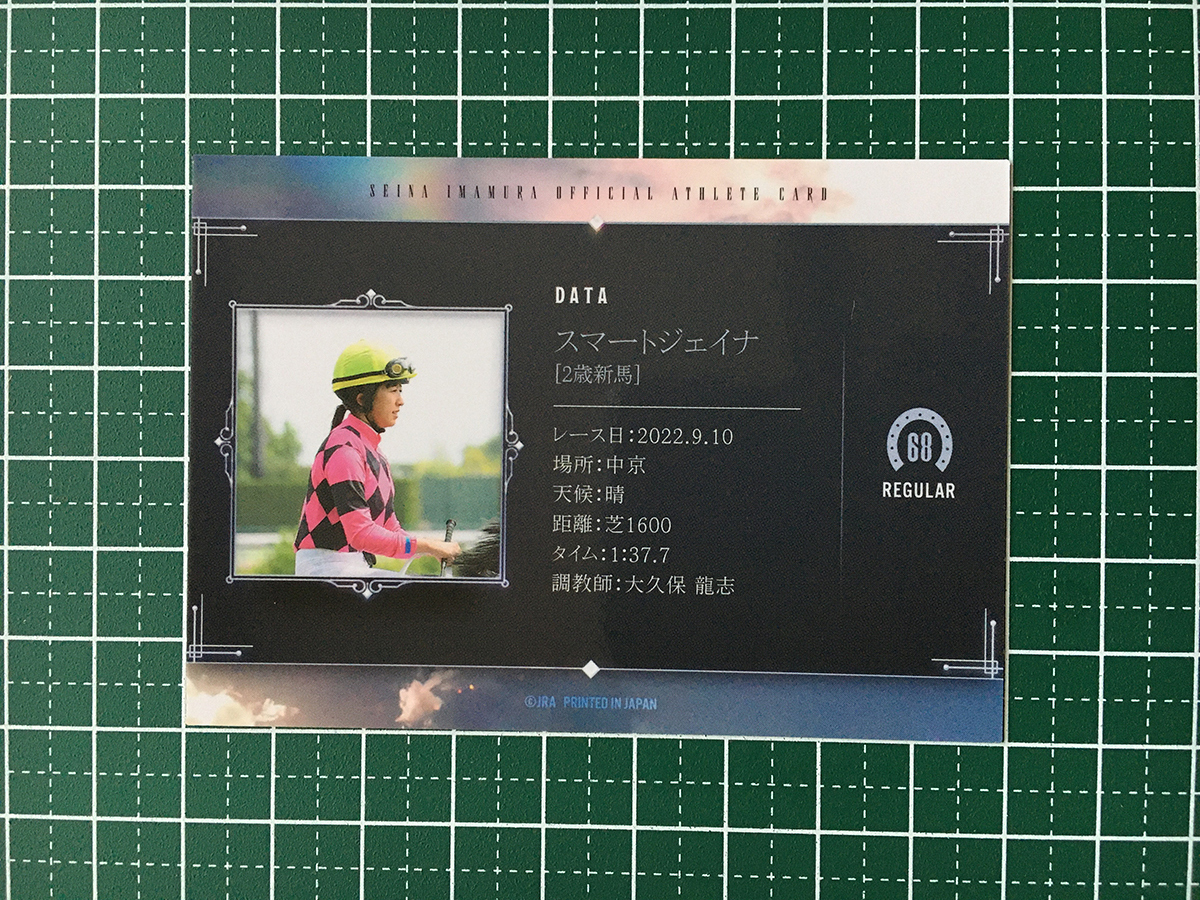 SEINA IMAMURA OFFICIAL ATHLETE CARD
DATA
スマートジェイナ
[2歳新馬]
レース日:2022.9.10
場所:中京
天候:晴
距離:芝1600
タイム:1:37.7
調教師:大久保 龍志
68
REGULAR
©JRA PRINTED IN JAPAN